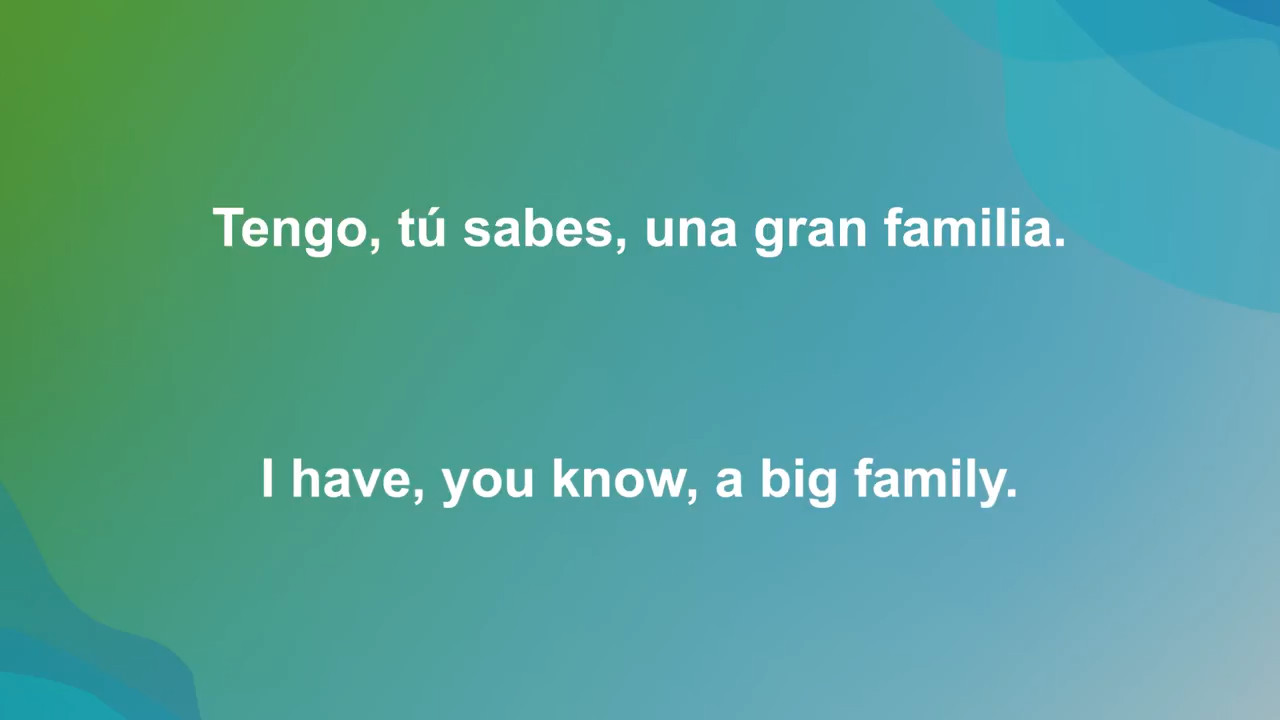 Tengo, tú sabes, una gran familia.
I have, you know, a big family.